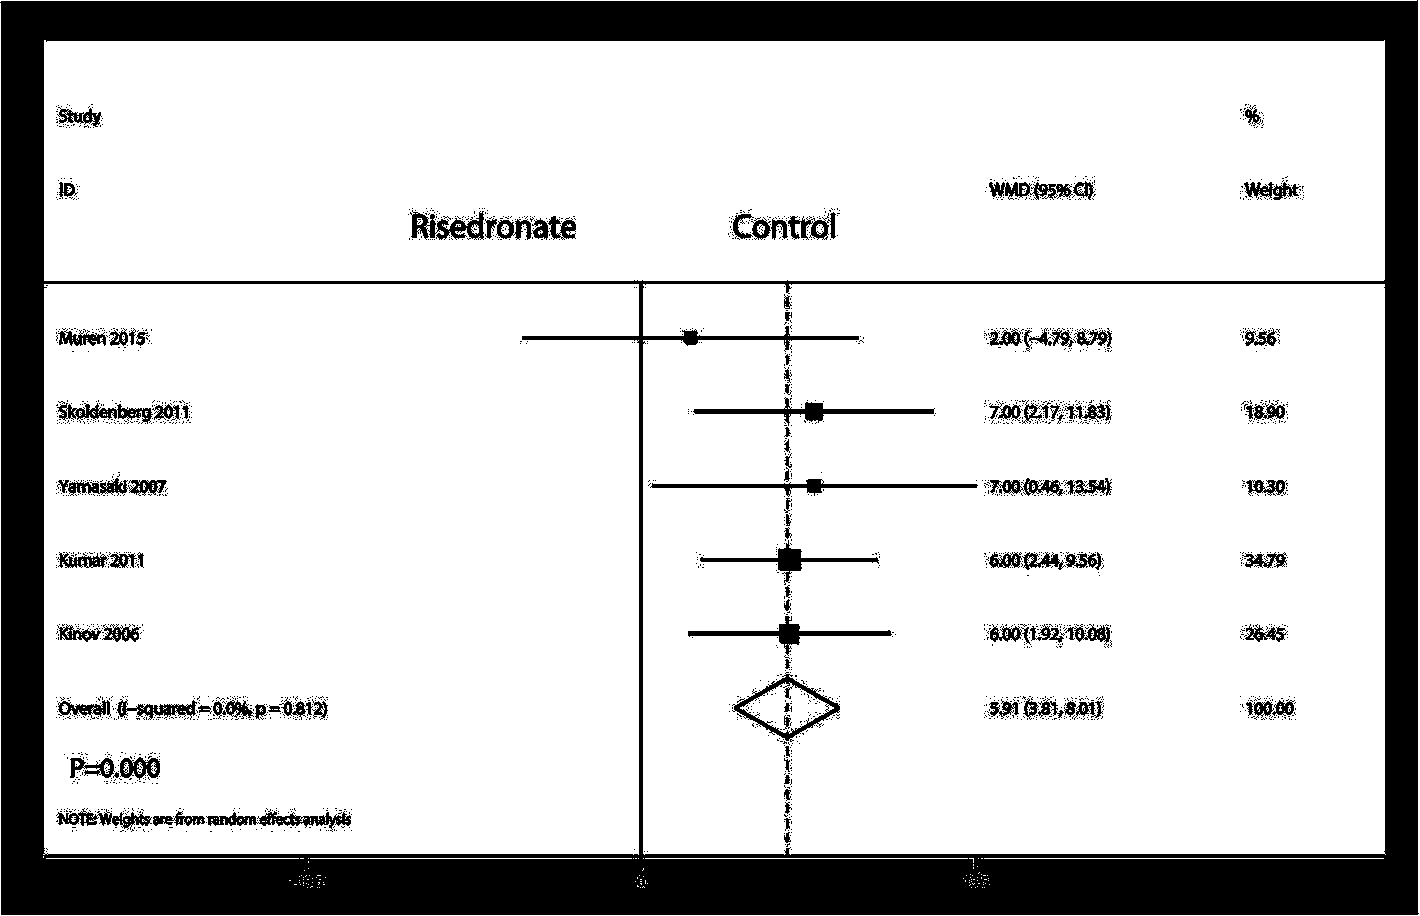 Study %
ID WMD (95% CI) Weight
Risedronate Control
Muren 2015 2.00 (−4.79, 8.79) 9.56
Skoldenberg 2011 7.00 (2.17, 11.83) 18.90
Yamasaki 2007 7.00 (0.46, 13.54) 10.30
Kumar 2011 6.00 (2.44, 9.56) 34.79
Kinov 2006 6.00 (1.92, 10.08) 26.45
Overall (I−squared = 0.0%, p = 0.812) 5.91 (3.81, 8.01) 100.00
P=0.000
NOTE: Weights are from random effects analysis
0